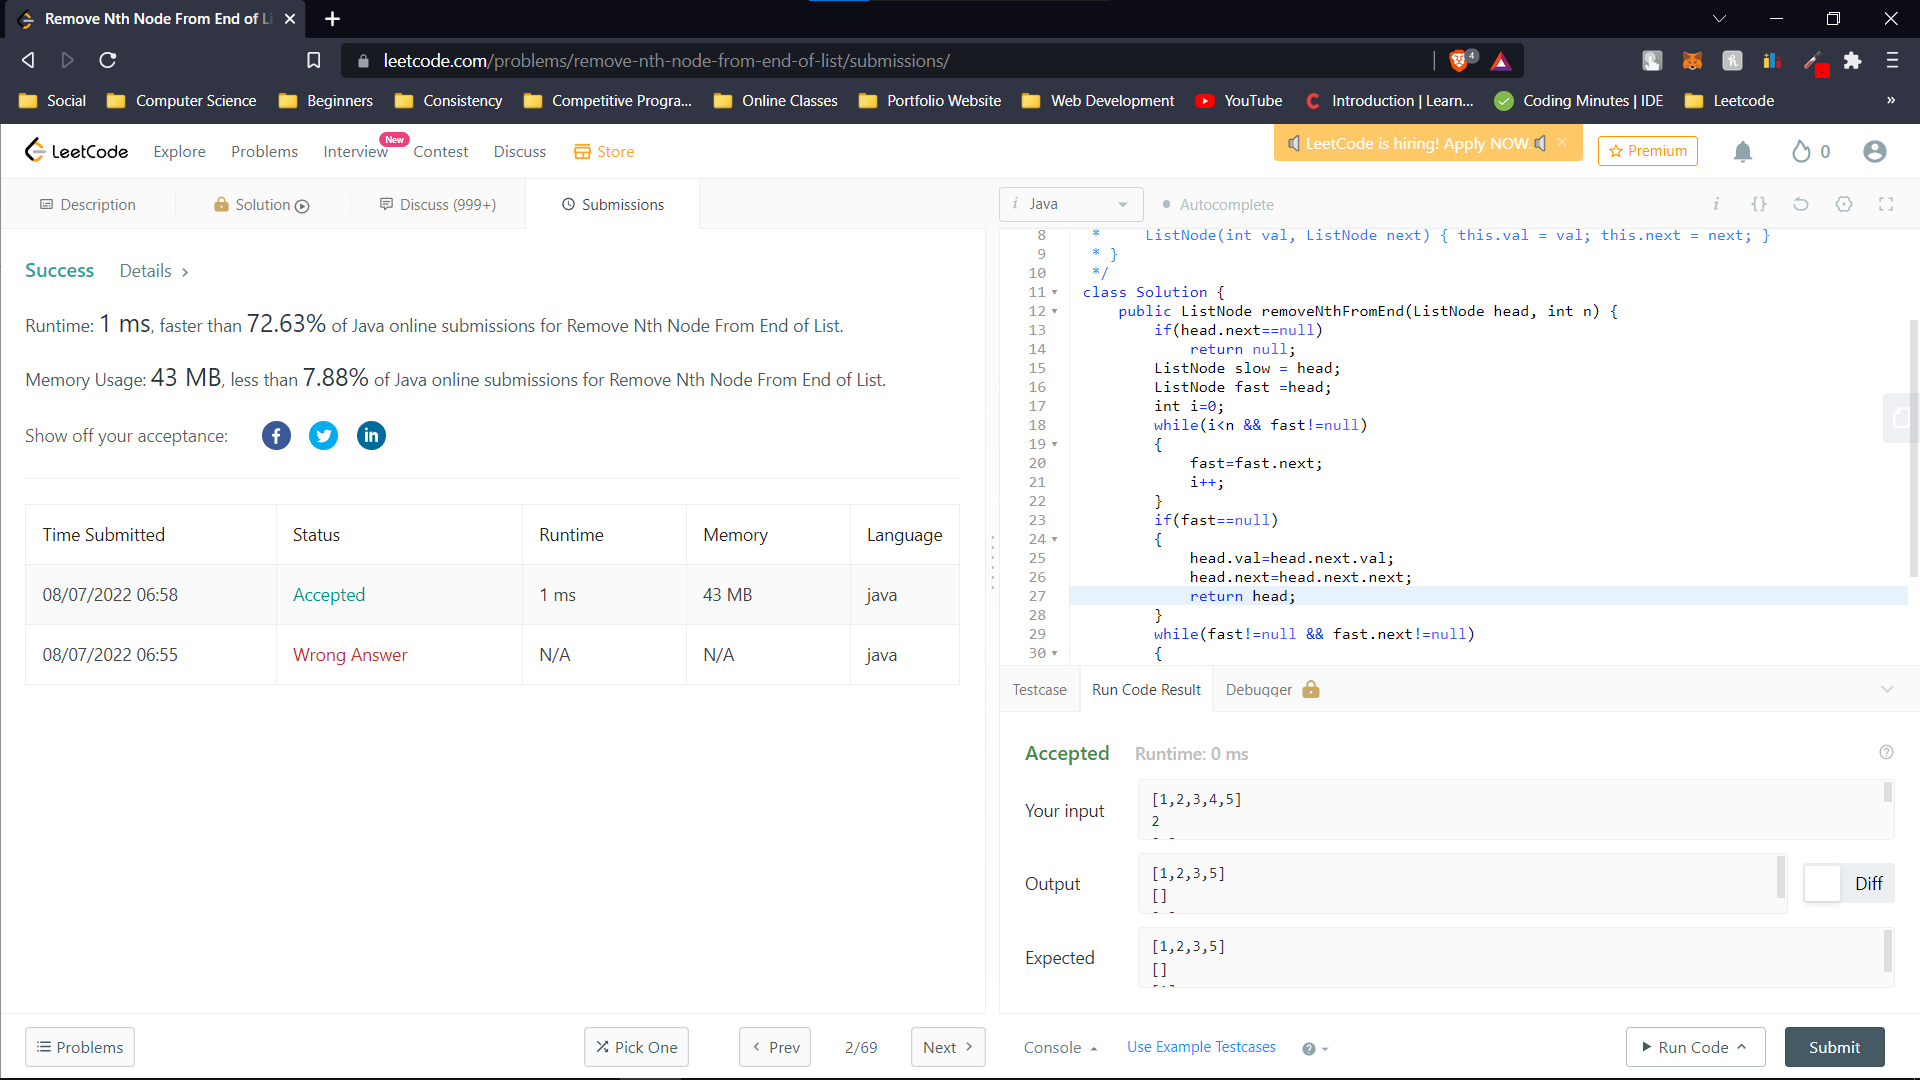 Remove Nth Node From End of Li
leetcode.com/problems/remove-nth-node-from-end-of-list/submissions/
4
Social Computer Science Beginners Consistency Competitive Progra... Online Classes Portfolio Website Web Development YouTube Introduction | Learn... Coding Minutes | IDE Leetcode »
LeetCode Explore Problems Interview New Contest Discuss Store
LeetCode is hiring! Apply NOW.
Premium 0
Description Solution Discuss (999+) Submissions
Java Autocomplete
Success Details >
Runtime: 1 ms, faster than 72.63% of Java online submissions for Remove Nth Node From End of List.
Memory Usage: 43 MB, less than 7.88% of Java online submissions for Remove Nth Node From End of List.
Show off your acceptance:
Time Submitted Status Runtime Memory Language
08/07/2022 06:58 Accepted 1 ms 43 MB java
08/07/2022 06:55 Wrong Answer N/A N/A java
8 * ListNode(int val, ListNode next) { this.val = val; this.next = next; }
9 * }
10 */
11 class Solution {
12 public ListNode removeNthFromEnd(ListNode head, int n) {
13 if(head.next==null)
14 return null;
15 ListNode slow = head;
16 ListNode fast =head;
17 int i=0;
18 while(i<n && fast!=null)
19 {
20 fast=fast.next;
21 i++;
22 }
23 if(fast==null)
24 {
25 head.val=head.next.val;
26 head.next=head.next.next;
27 return head;
28 }
29 while(fast!=null && fast.next!=null)
30 {
Testcase Run Code Result Debugger
Accepted Runtime: 0 ms
Your input
[1,2,3,4,5]
2
Output
[1,2,3,5]
[]
Diff
Expected
[1,2,3,5]
[]
Problems Pick One < Prev 2/69 Next > Console Use Example Testcases Run Code Submit